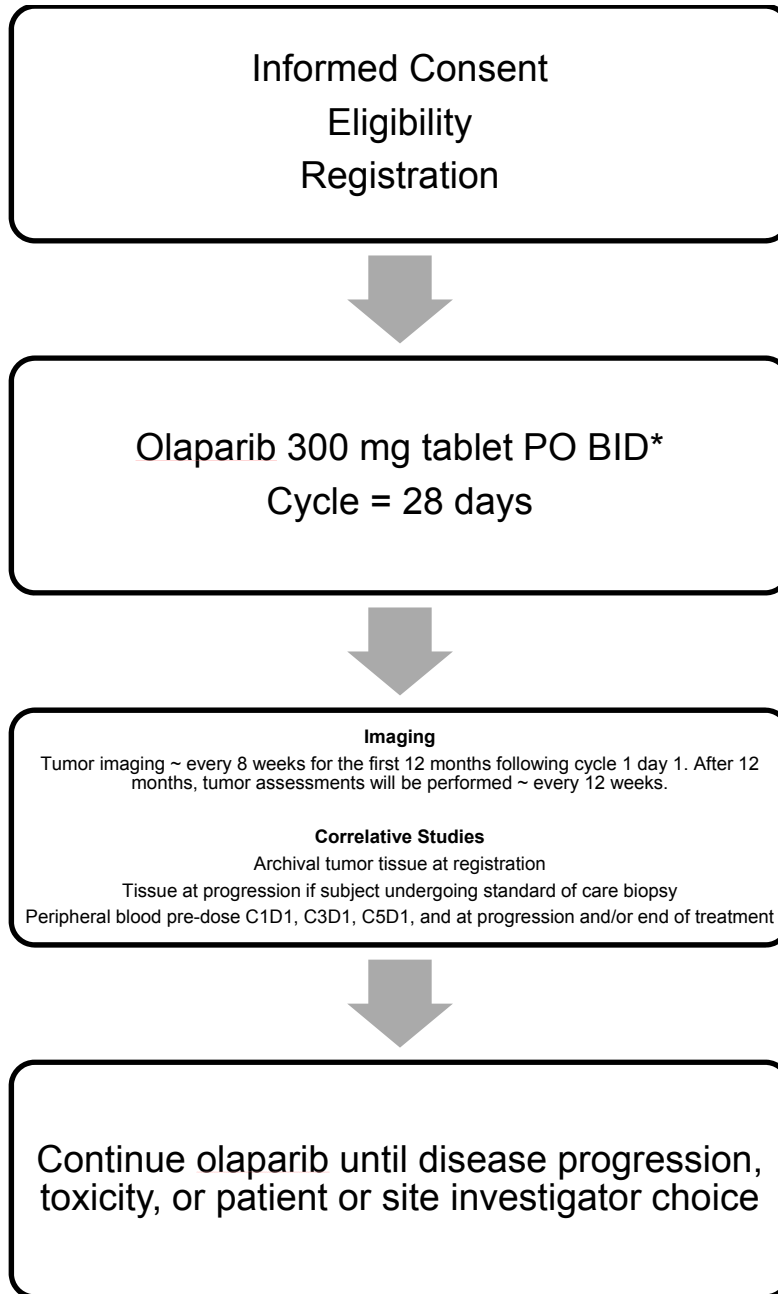 Informed Consent
Eligibility
Registration
Olaparib 300 mg tablet PO BID*
Cycle = 28 days
Imaging
Tumor imaging ~ every 8 weeks for the first 12 months following cycle 1 day 1. After 12
months, tumor assessments will be performed ~ every 12 weeks.
Correlative Studies
Archival tumor tissue at registration
Tissue at progression if subject undergoing standard of care biopsy
Peripheral blood pre-dose C1D1, C3D1, C5D1, and at progression and/or end of treatment
Continue olaparib until disease progression,
toxicity, or patient or site investigator choice